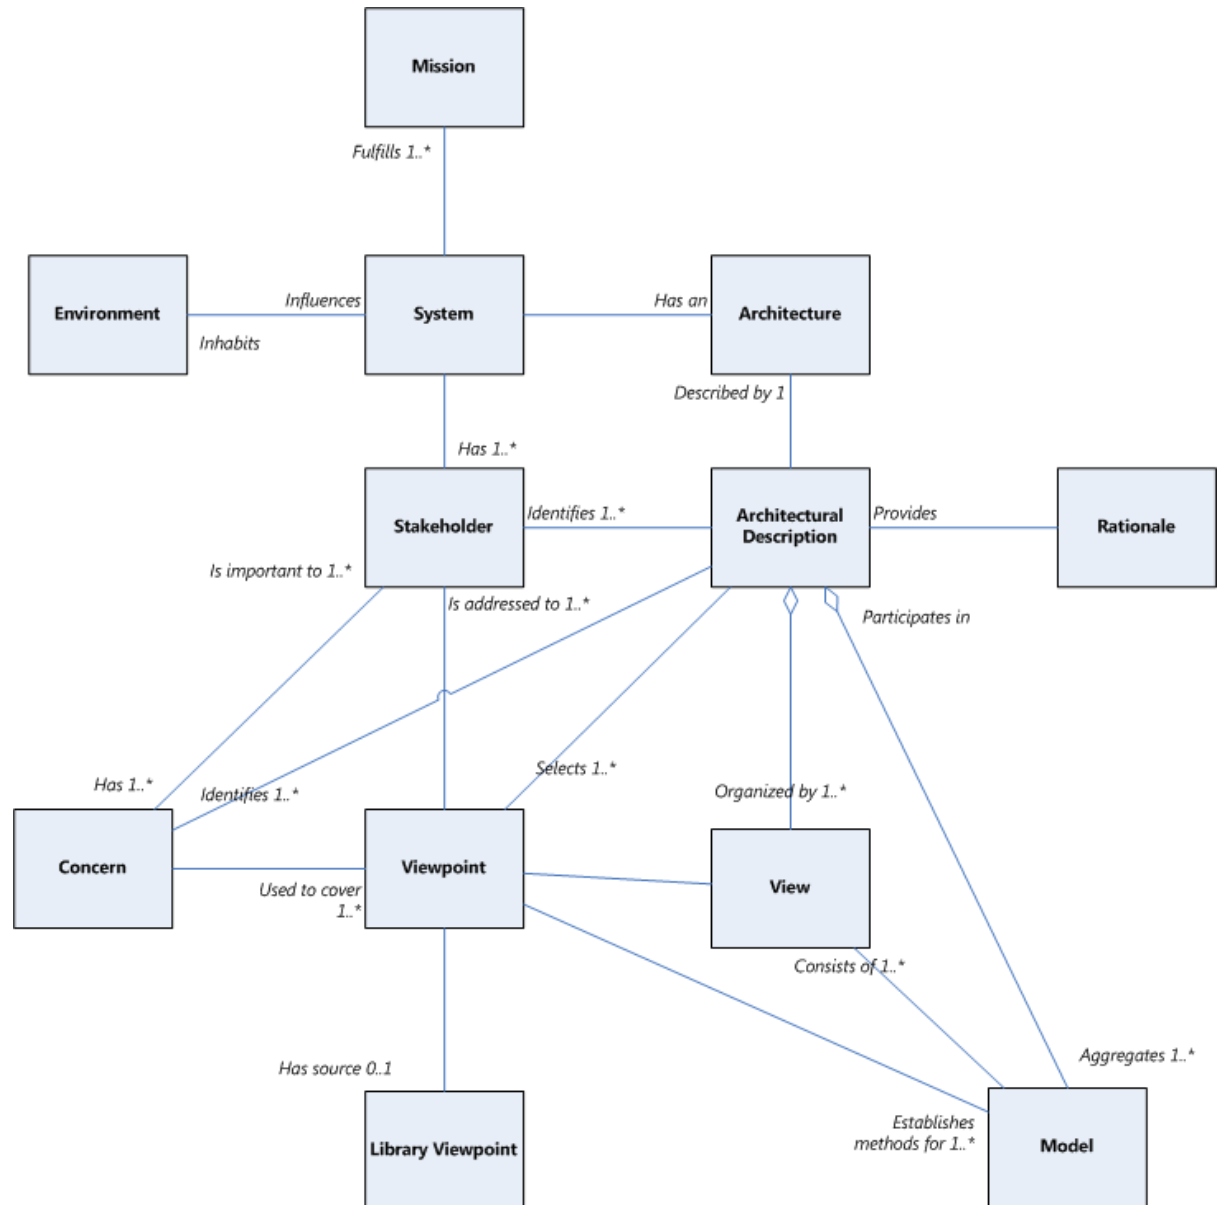 Mission
Fulfills 1..*
Environment
Influences
Inhabits
System
Has an
Architecture
Described by 1
Has 1..*
Stakeholder
Identifies 1..*
Architectural
Description
Provides
Rationale
Is important to 1..*
Is addressed to 1..*
Participates in
Has 1..*
Identifies 1..*
Selects 1..*
Organized by 1..*
Concern
Used to cover
1..*
Viewpoint
View
Consists of 1..*
Has source 0..1
Aggregates 1..*
Library Viewpoint
Establishes
methods for 1..*
Model